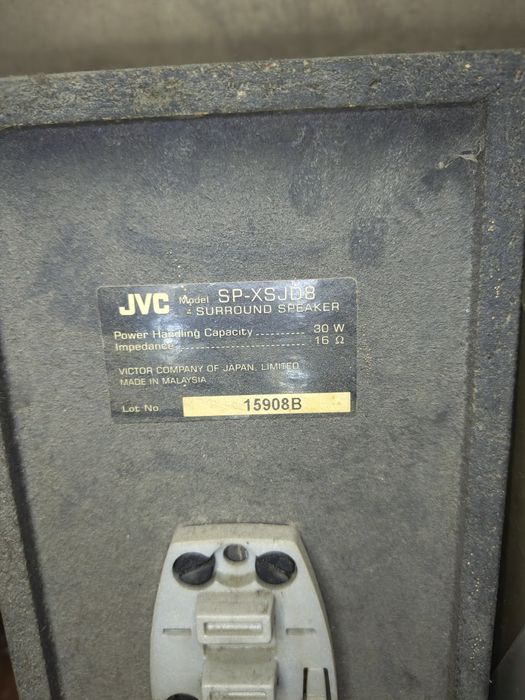 JVC Model SP-XSJD8
SURROUND SPEAKER
Power Handling Capacity 30 W
Impedance 16 Ω
VICTOR COMPANY OF JAPAN, LIMITED
MADE IN MALAYSIA
Lot No 15908B